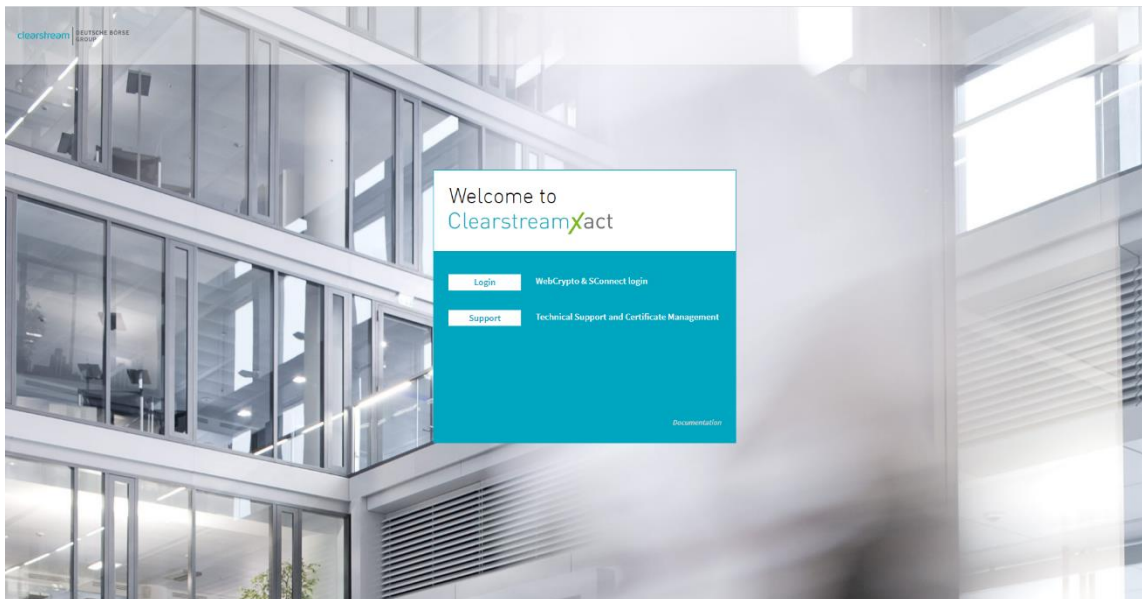 clearstream DEUTSCHE BÖRSE
GROUP
Welcome to
ClearstreamXact
Login WebCrypto & SConnect login
Support Technical Support and Certificate Management
Documentation